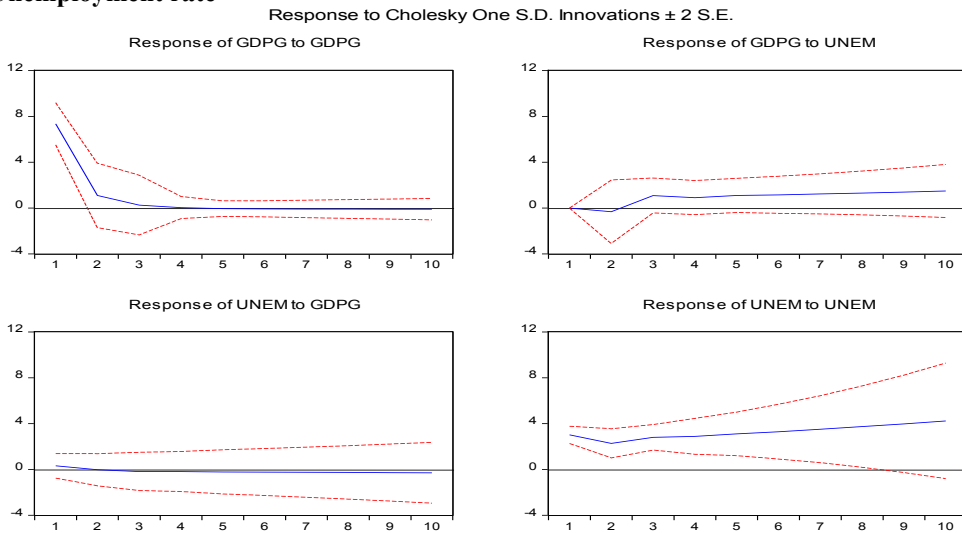 Response to Cholesky One S.D. Innovations ± 2 S.E.
Response of GDPG to GDPG
12
8
4
0
-4
1 2 3 4 5 6 7 8 9 10
Response of GDPG to UNEM
12
8
4
0
-4
1 2 3 4 5 6 7 8 9 10
Response of UNEM to GDPG
12
8
4
0
-4
1 2 3 4 5 6 7 8 9 10
Response of UNEM to UNEM
12
8
4
0
-4
1 2 3 4 5 6 7 8 9 10